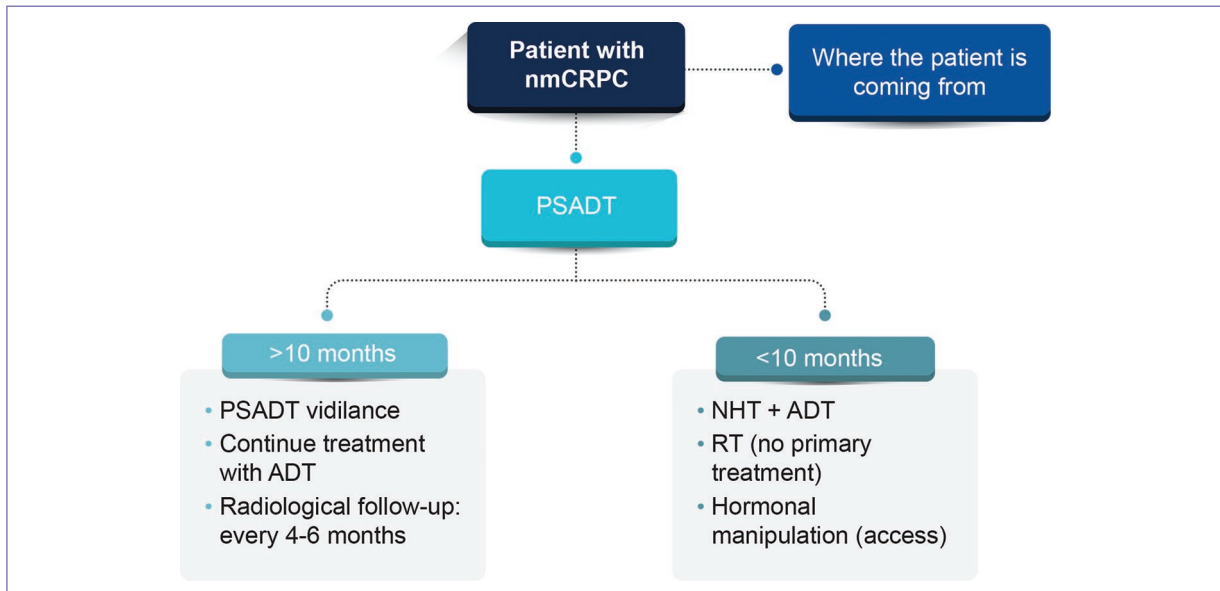 Patient with
nmCRPC
Where the patient is
coming from
PSADT
>10 months
• PSADT vidilance
• Continue treatment
with ADT
• Radiological follow-up:
every 4-6 months
<10 months
• NHT + ADT
• RT (no primary
treatment)
• Hormonal
manipulation (access)